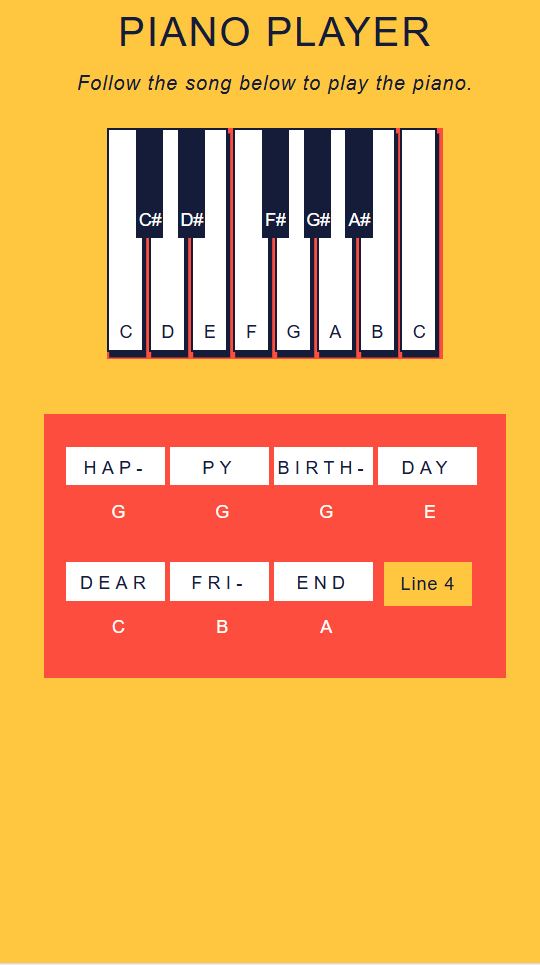 PIANO PLAYER
Follow the song below to play the piano.
C# D# F# G# A#
C D E F G A B C
HAP- PY BIRTH- DAY
G G G E
DEAR FRI- END Line 4
C B A